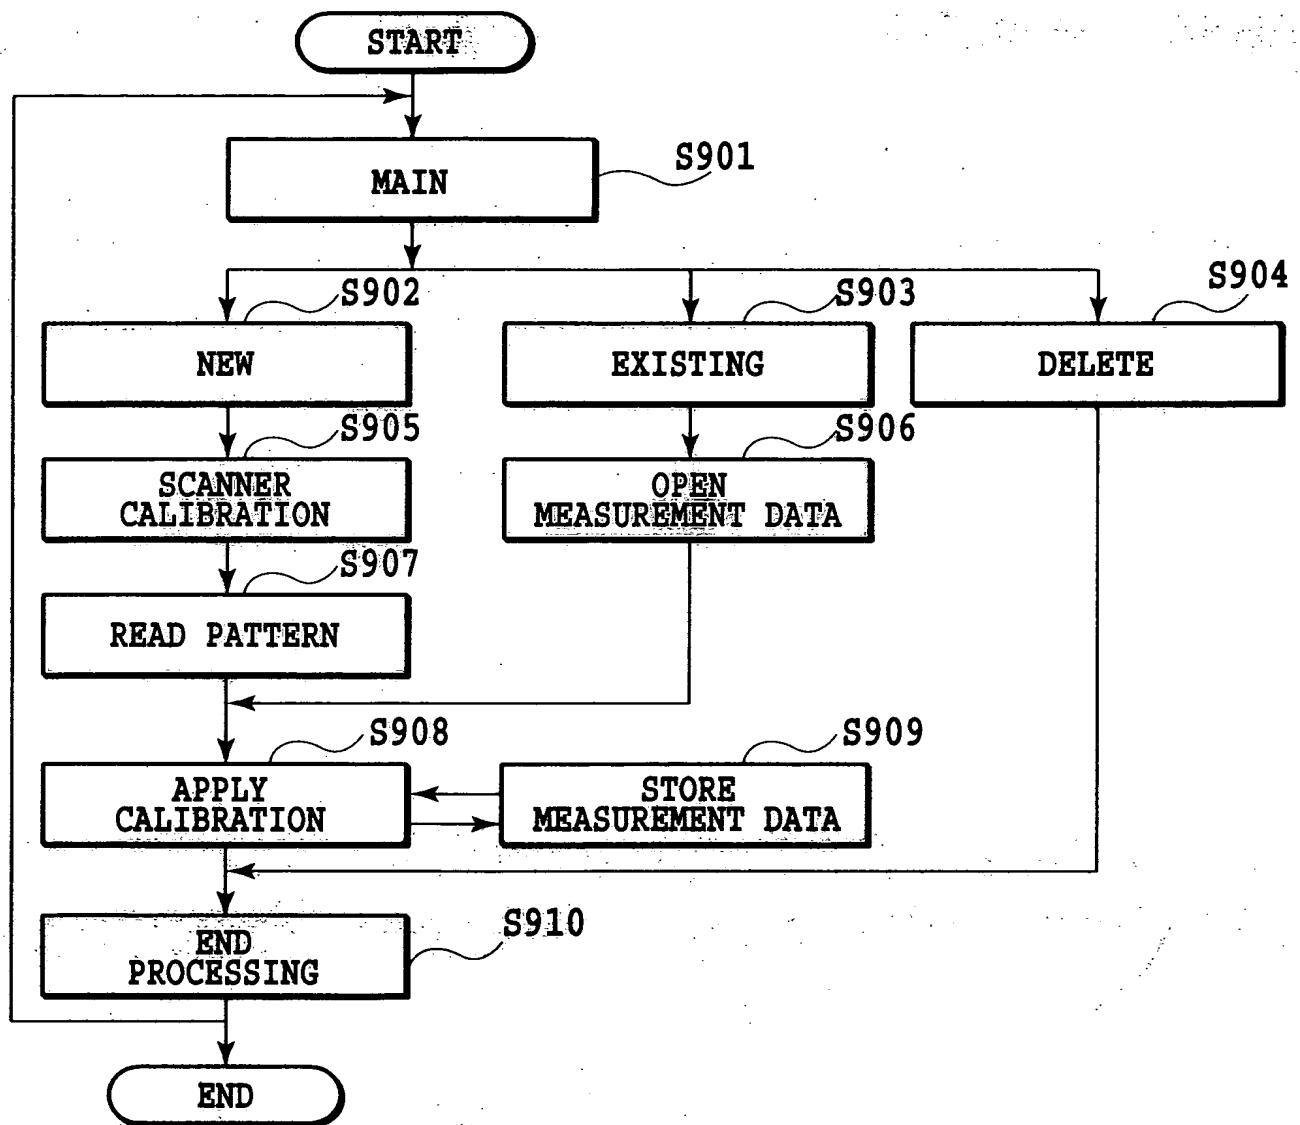 START
MAIN
S901
S902
S903
S904
NEW
EXISTING
DELETE
S905
S906
SCANNER
CALIBRATION
OPEN
MEASUREMENT DATA
S907
READ PATTERN
S908
S909
APPLY
CALIBRATION
STORE
MEASUREMENT DATA
S910
END
PROCESSING
END